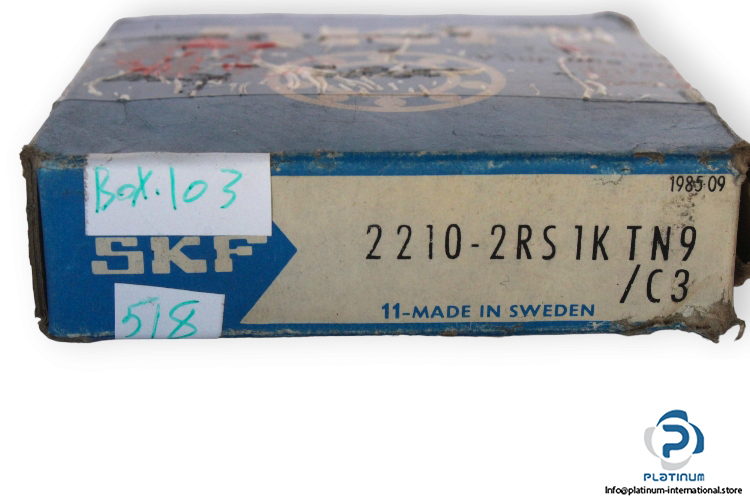 Box.103
1985 09
SKF
2210-2RS1KTN9
/C3
518
11-MADE IN SWEDEN
PLATINUM
Info@platinum-international.store